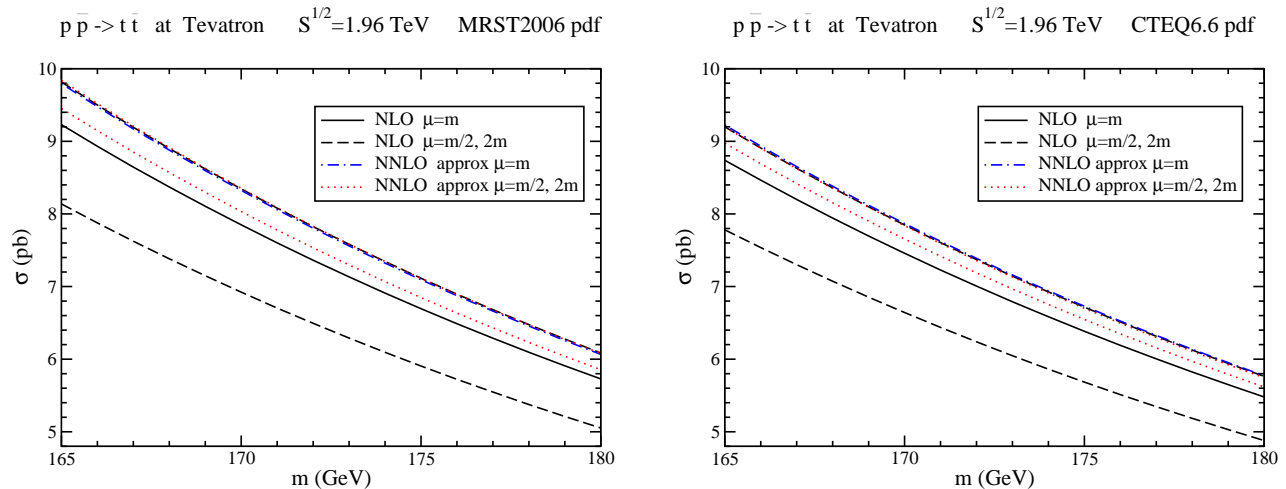 p p̅ -> t t̅ at Tevatron S^1/2=1.96 TeV MRST2006 pdf
10
9
8
7
6
5
σ (pb)
NLO μ=m
NLO μ=m/2, 2m
NNLO approx μ=m
NNLO approx μ=m/2, 2m
165
170
175
180
m (GeV)
p p̅ -> t t̅ at Tevatron S^1/2=1.96 TeV CTEQ6.6 pdf
10
9
8
7
6
5
σ (pb)
NLO μ=m
NLO μ=m/2, 2m
NNLO approx μ=m
NNLO approx μ=m/2, 2m
165
170
175
180
m (GeV)